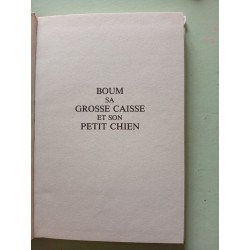 BOUM
SA
GROSSE CAISSE
ET SON
PETIT CHIEN